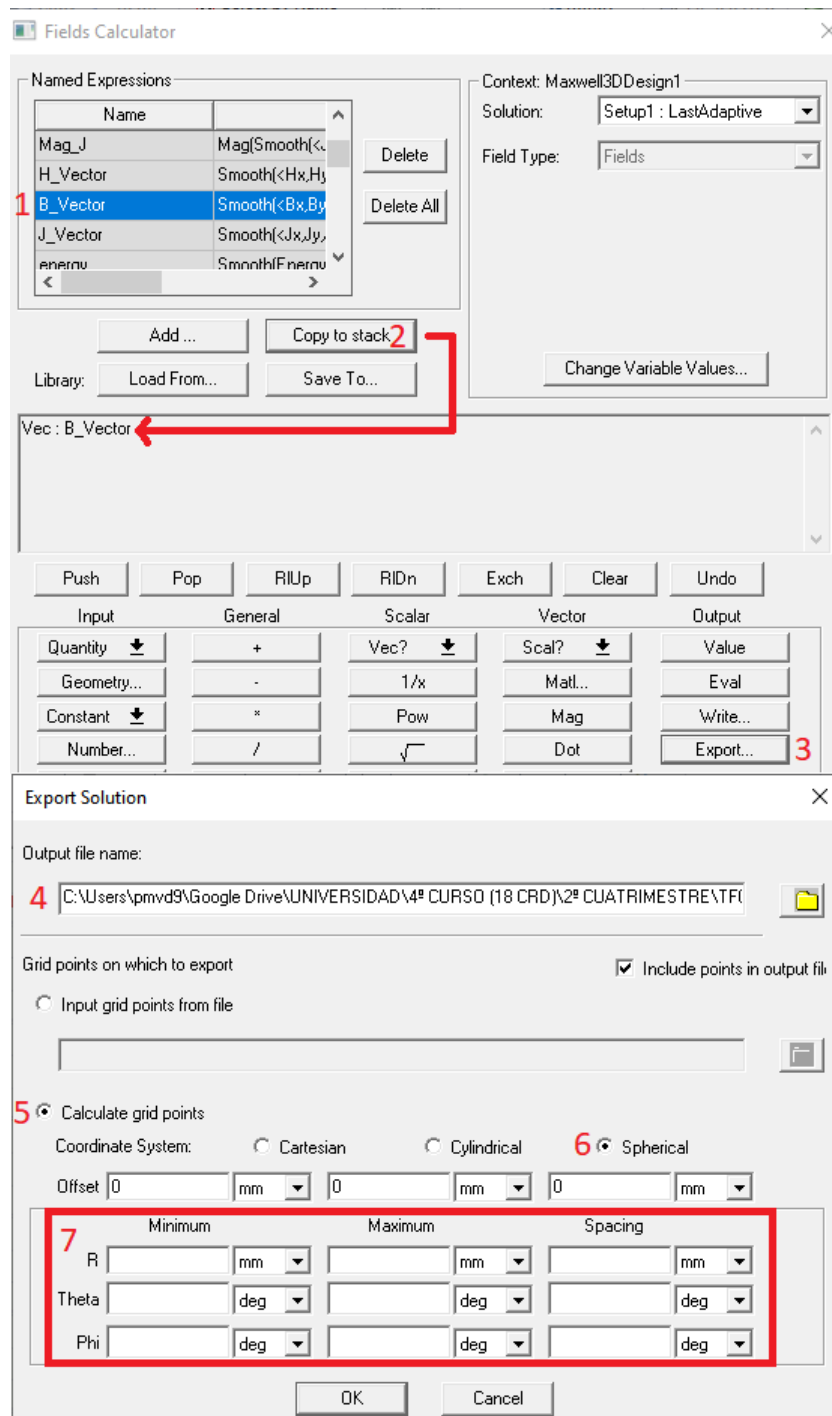 Fields Calculator
Named Expressions
Name
Mag_J Mag(Smooth(<J
H_Vector Smooth(<Hx,Hy
1 B_Vector Smooth(<Bx,By
J_Vector Smooth(<Jx,Jy,
energy Smooth(Energy
Delete
Delete All
Context: Maxwell3DDesign1
Solution: Setup1 : LastAdaptive
Field Type: Fields
Add ... Copy to stack 2
Library: Load From... Save To...
Change Variable Values...
Vec : B_Vector
Push Pop RlUp RlDn Exch Clear Undo
Input General Scalar Vector Output
Quantity + Vec? Scal? Value
Geometry... - 1/x Matl... Eval
Constant * Pow Mag Write...
Number... / √ Dot Export... 3
Export Solution
Output file name:
4 C:\Users\pmvd9\Google Drive\UNIVERSIDAD\4º CURSO (18 CRD)\2º CUATRIMESTRE\TF(
Grid points on which to export Include points in output fil
Input grid points from file
5 Calculate grid points
Coordinate System: Cartesian Cylindrical 6 Spherical
Offset 0 mm 0 mm 0 mm
7 Minimum Maximum Spacing
R mm mm mm
Theta deg deg deg
Phi deg deg deg
OK Cancel